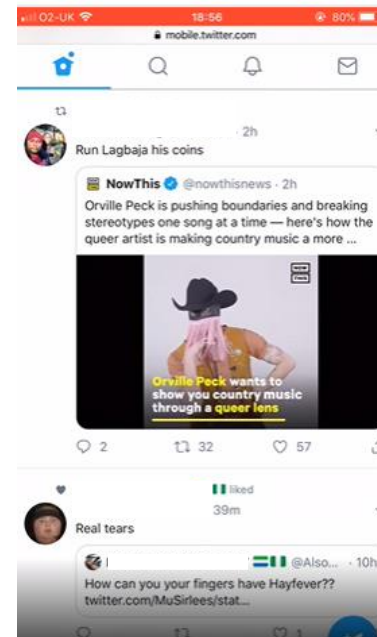 O2-UK 18:56 80%
mobile.twitter.com
2h
Run Lagbaja his coins
NowThis @nowthisnews · 2h
Orville Peck is pushing boundaries and breaking
stereotypes one song at a time — here's how the
queer artist is making country music a more ...
NOW
THIS
Orville Peck wants to
show you country music
through a queer lens
2 32 57
liked
39m
Real tears
@Also... · 10h
How can you your fingers have Hayfever??
twitter.com/MuSirlees/stat...
1